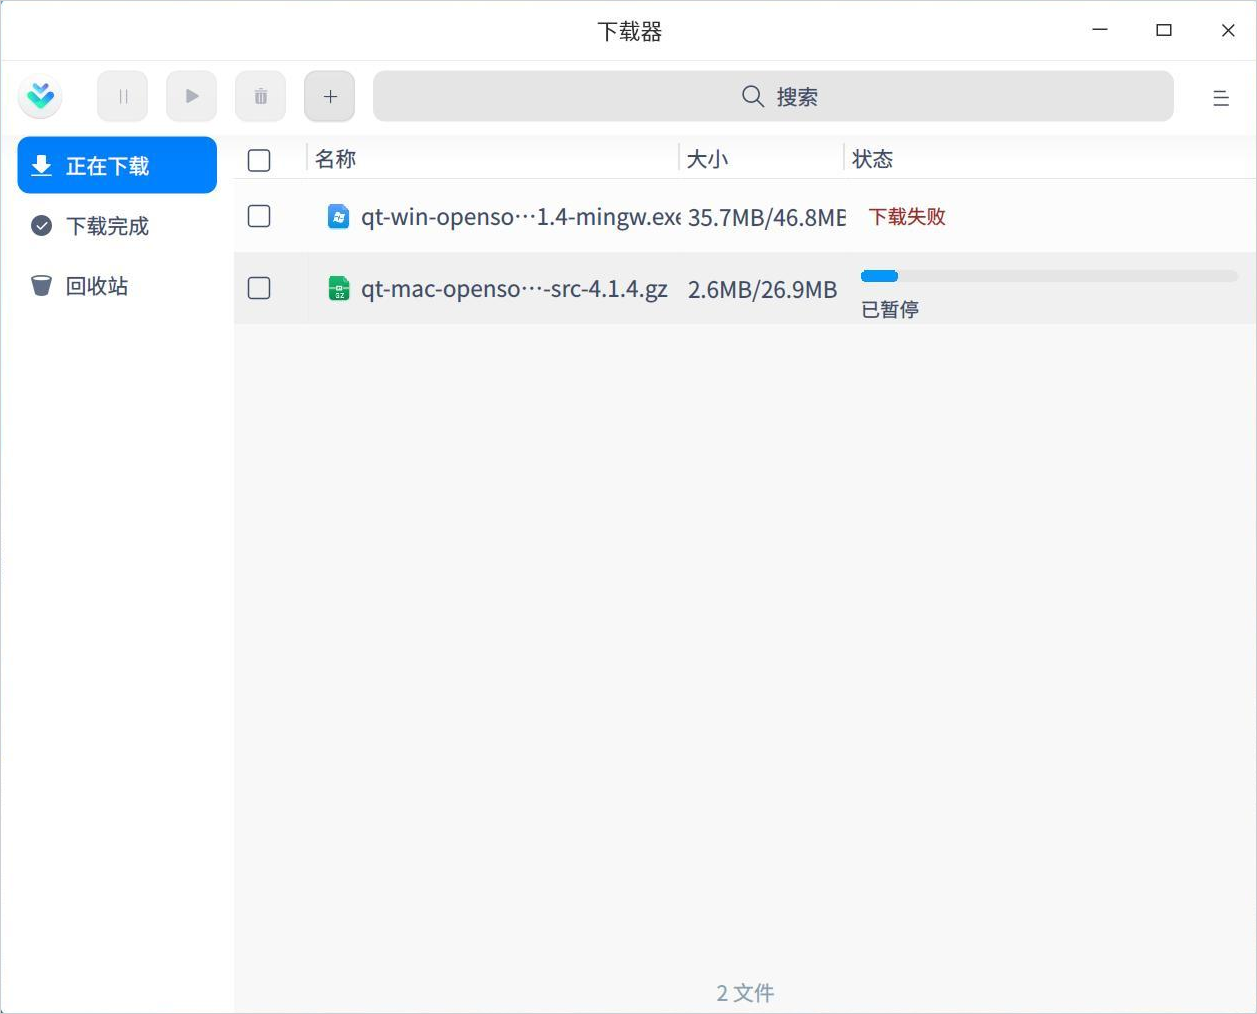 下载器
搜索
正在下载
下载完成
回收站
名称 大小 状态
qt-win-openso···1.4-mingw.exe 35.7MB/46.8MB 下载失败
qt-mac-openso···-src-4.1.4.gz 2.6MB/26.9MB
已暂停
2 文件